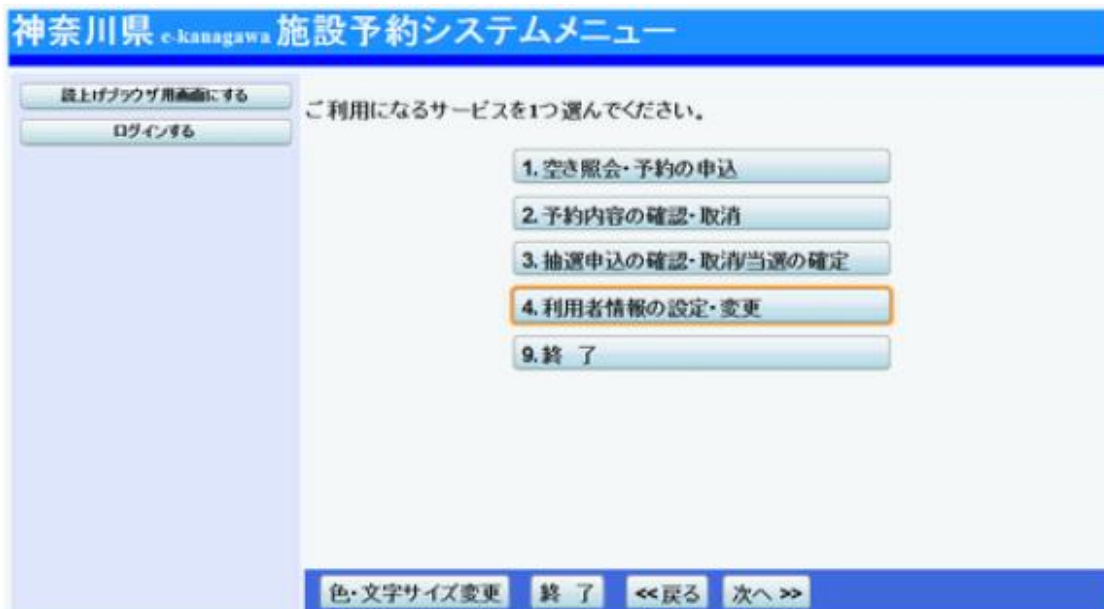 神奈川県 e-kanagawa 施設予約システムメニュー
読上げブラウザ用画面にする
ログインする
ご利用になるサービスを1つ選んでください。
1. 空き照会・予約の申込
2. 予約内容の確認・取消
3. 抽選申込の確認・取消/当選の確定
4. 利用者情報の設定・変更
9. 終 了
色・文字サイズ変更 終 了 <<戻る 次へ >>